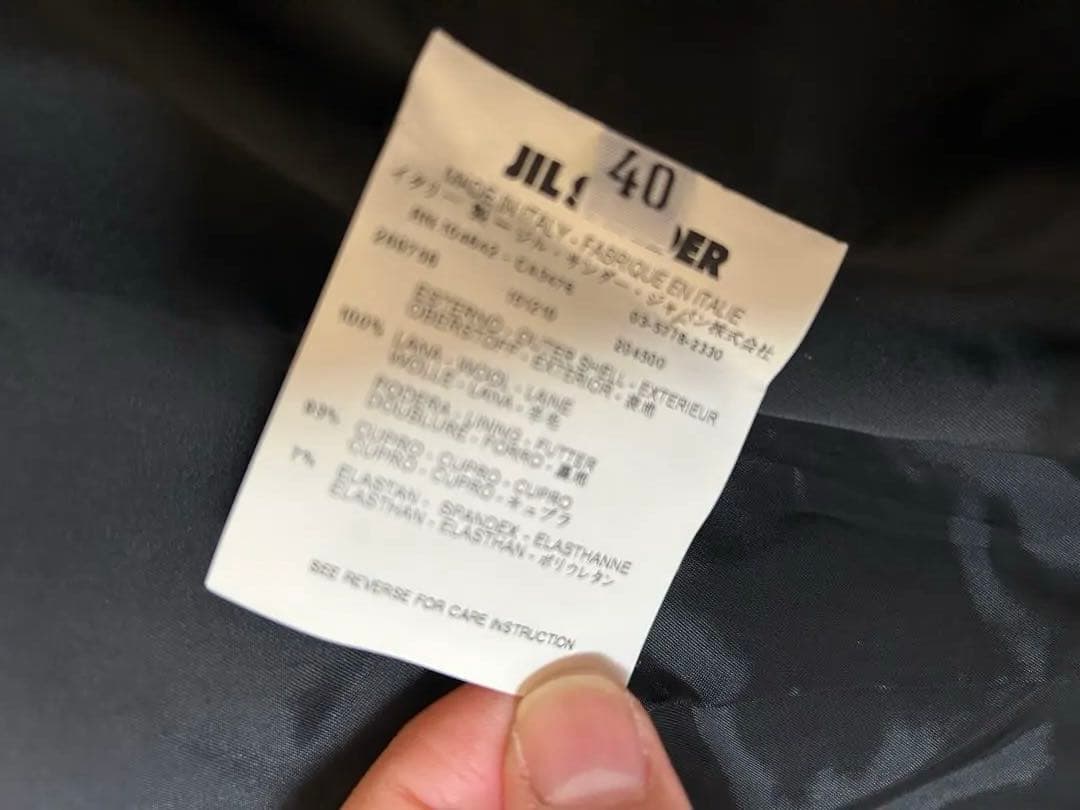 40
JIL S DER
MADE IN ITALY - FABRIQUE EN ITALIE
イタリー製 - ジル・サンダー・ジャパン株式会社
03-5778-2330
260736
101210
204300
ESTERNO - OUTER SHELL - EXTERIEUR
OBERSTOFF - EXTERIOR - 表地
100% LANA - WOOL - LAINE
WOLLE - LANA - 毛
FODERA - LINING - FUTTER
DOUBLURE - FORRO - 裏地
93% CUPRO - CUPRO - CUPRO
CUPRO - CUPRO - キュプラ
7% ELASTAN - SPANDEX - ELASTHANNE
ELASTHAN - ELASTHAN - ポリウレタン
SEE REVERSE FOR CARE INSTRUCTION